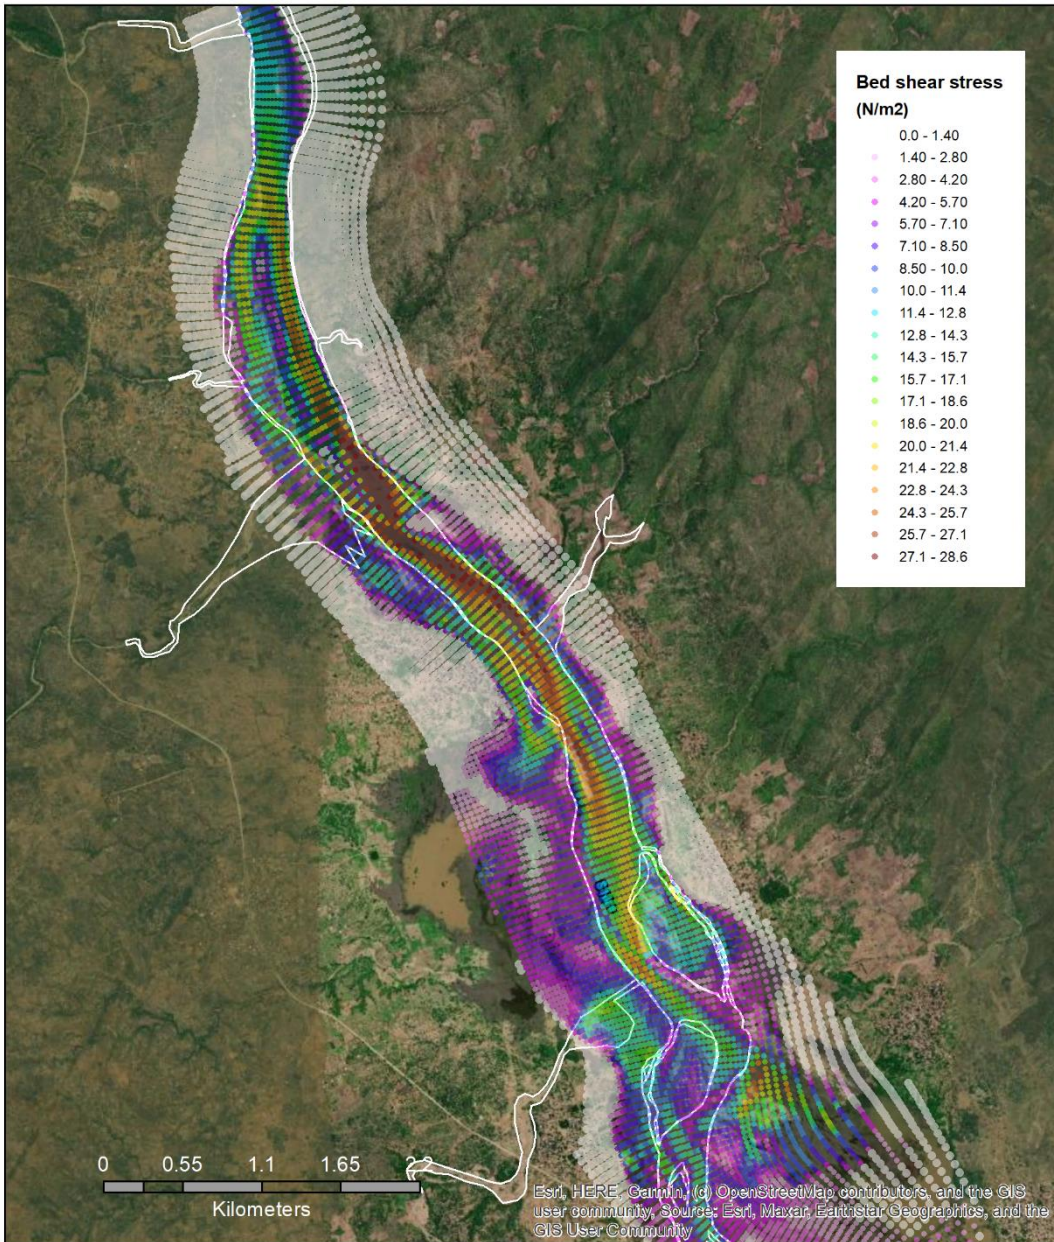 Bed shear stress
(N/m2)
0.0 - 1.40
1.40 - 2.80
2.80 - 4.20
4.20 - 5.70
5.70 - 7.10
7.10 - 8.50
8.50 - 10.0
10.0 - 11.4
11.4 - 12.8
12.8 - 14.3
14.3 - 15.7
15.7 - 17.1
17.1 - 18.6
18.6 - 20.0
20.0 - 21.4
21.4 - 22.8
22.8 - 24.3
24.3 - 25.7
25.7 - 27.1
27.1 - 28.6
0 0.55 1.1 1.65
Kilometers
Esri, HERE, Garmin, (c) OpenStreetMap contributors, and the GIS
user community, Source: Esri, Maxar, Earthstar Geographics, and the
GIS User Community